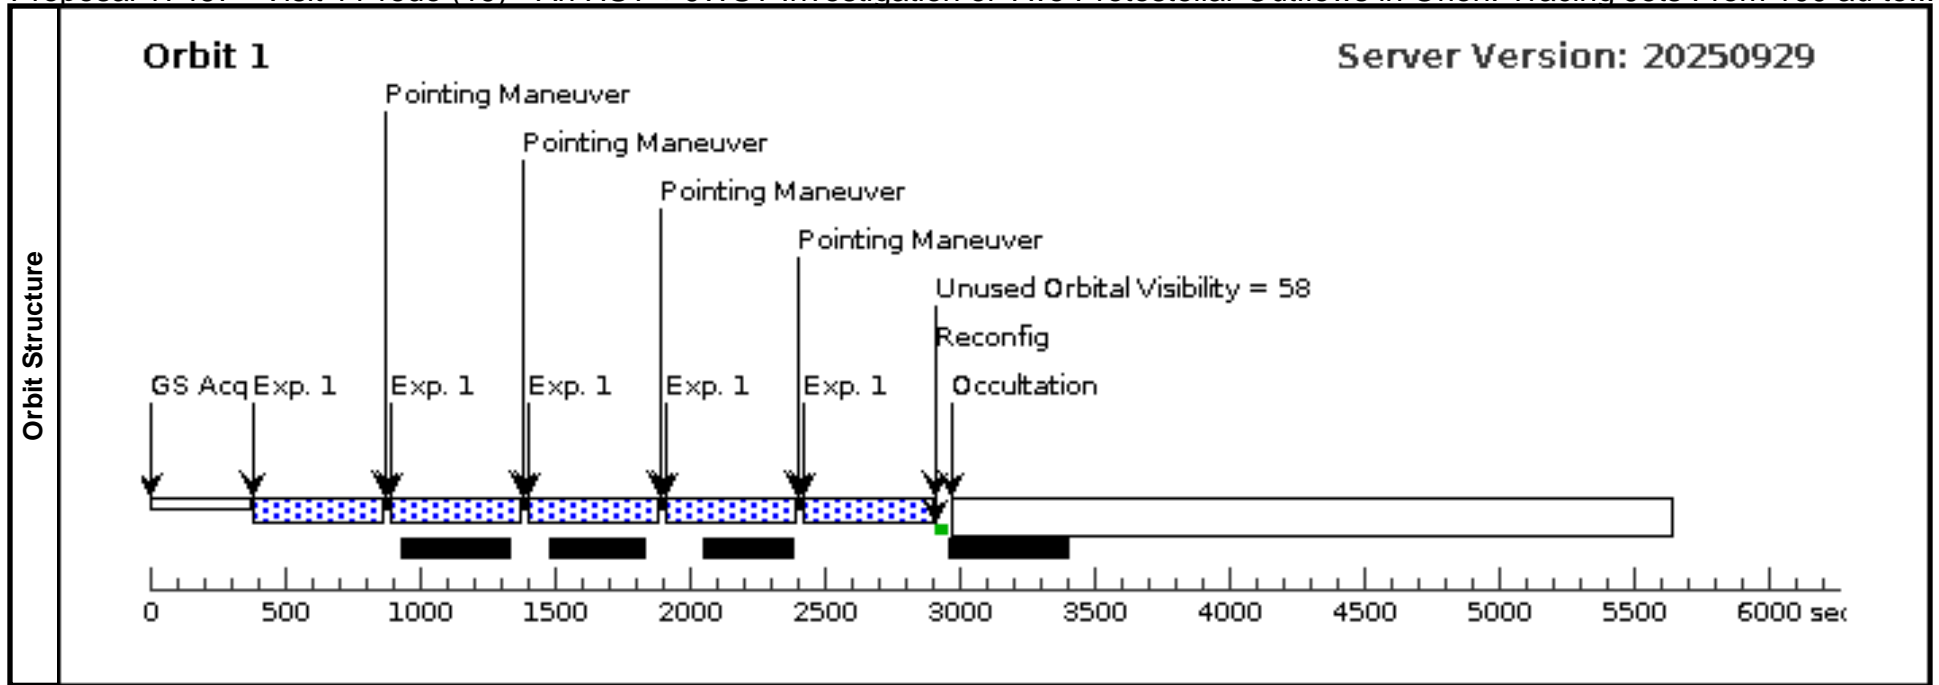 Orbit 1
Server Version: 20250929
Pointing Maneuver
Pointing Maneuver
Pointing Maneuver
Pointing Maneuver
Unused Orbital Visibility = 58
Reconfig
GS Acq Exp. 1 Exp. 1 Exp. 1 Exp. 1 Exp. 1 Occultation
Orbit Structure
0 500 1000 1500 2000 2500 3000 3500 4000 4500 5000 5500 6000 sec